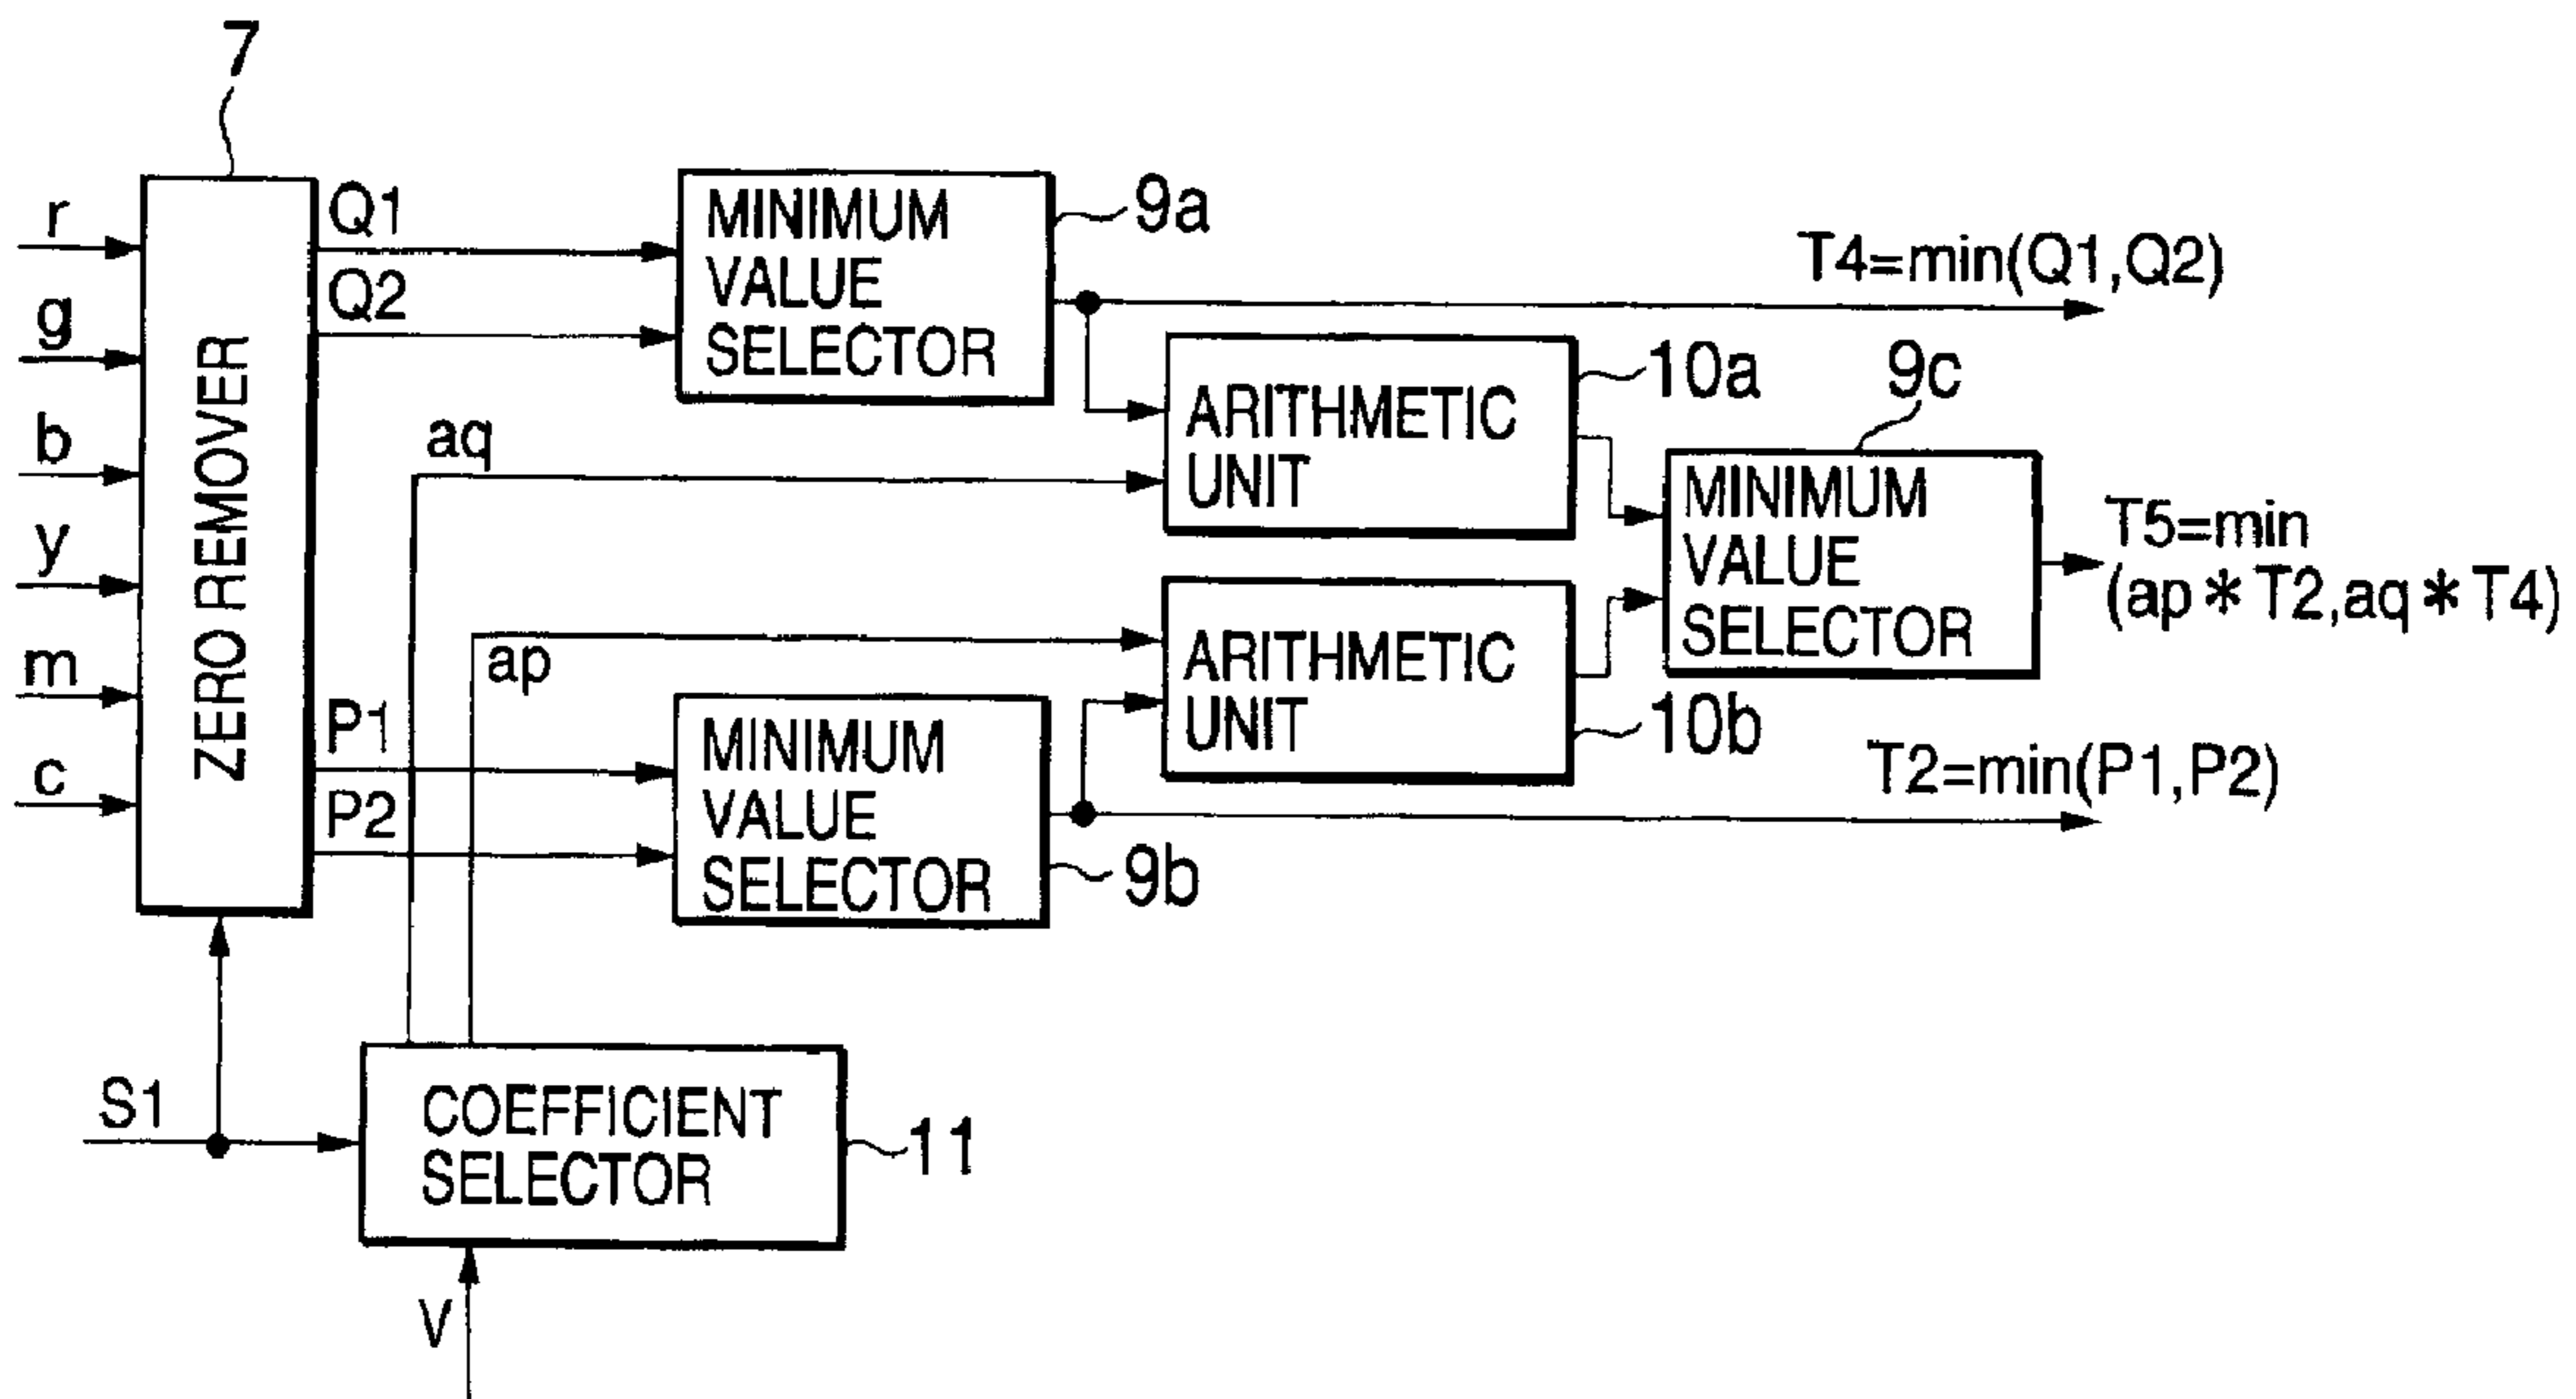 7
r
g
b
y
m
c
ZERO REMOVER
Q1
Q2
P1
P2
MINIMUM
VALUE
SELECTOR
9a
T4=min(Q1,Q2)
aq
ARITHMETIC
UNIT
10a
9c
MINIMUM
VALUE
SELECTOR
T5=min
(ap*T2,aq*T4)
ap
ARITHMETIC
UNIT
10b
MINIMUM
VALUE
SELECTOR
9b
T2=min(P1,P2)
S1
COEFFICIENT
SELECTOR
11
V